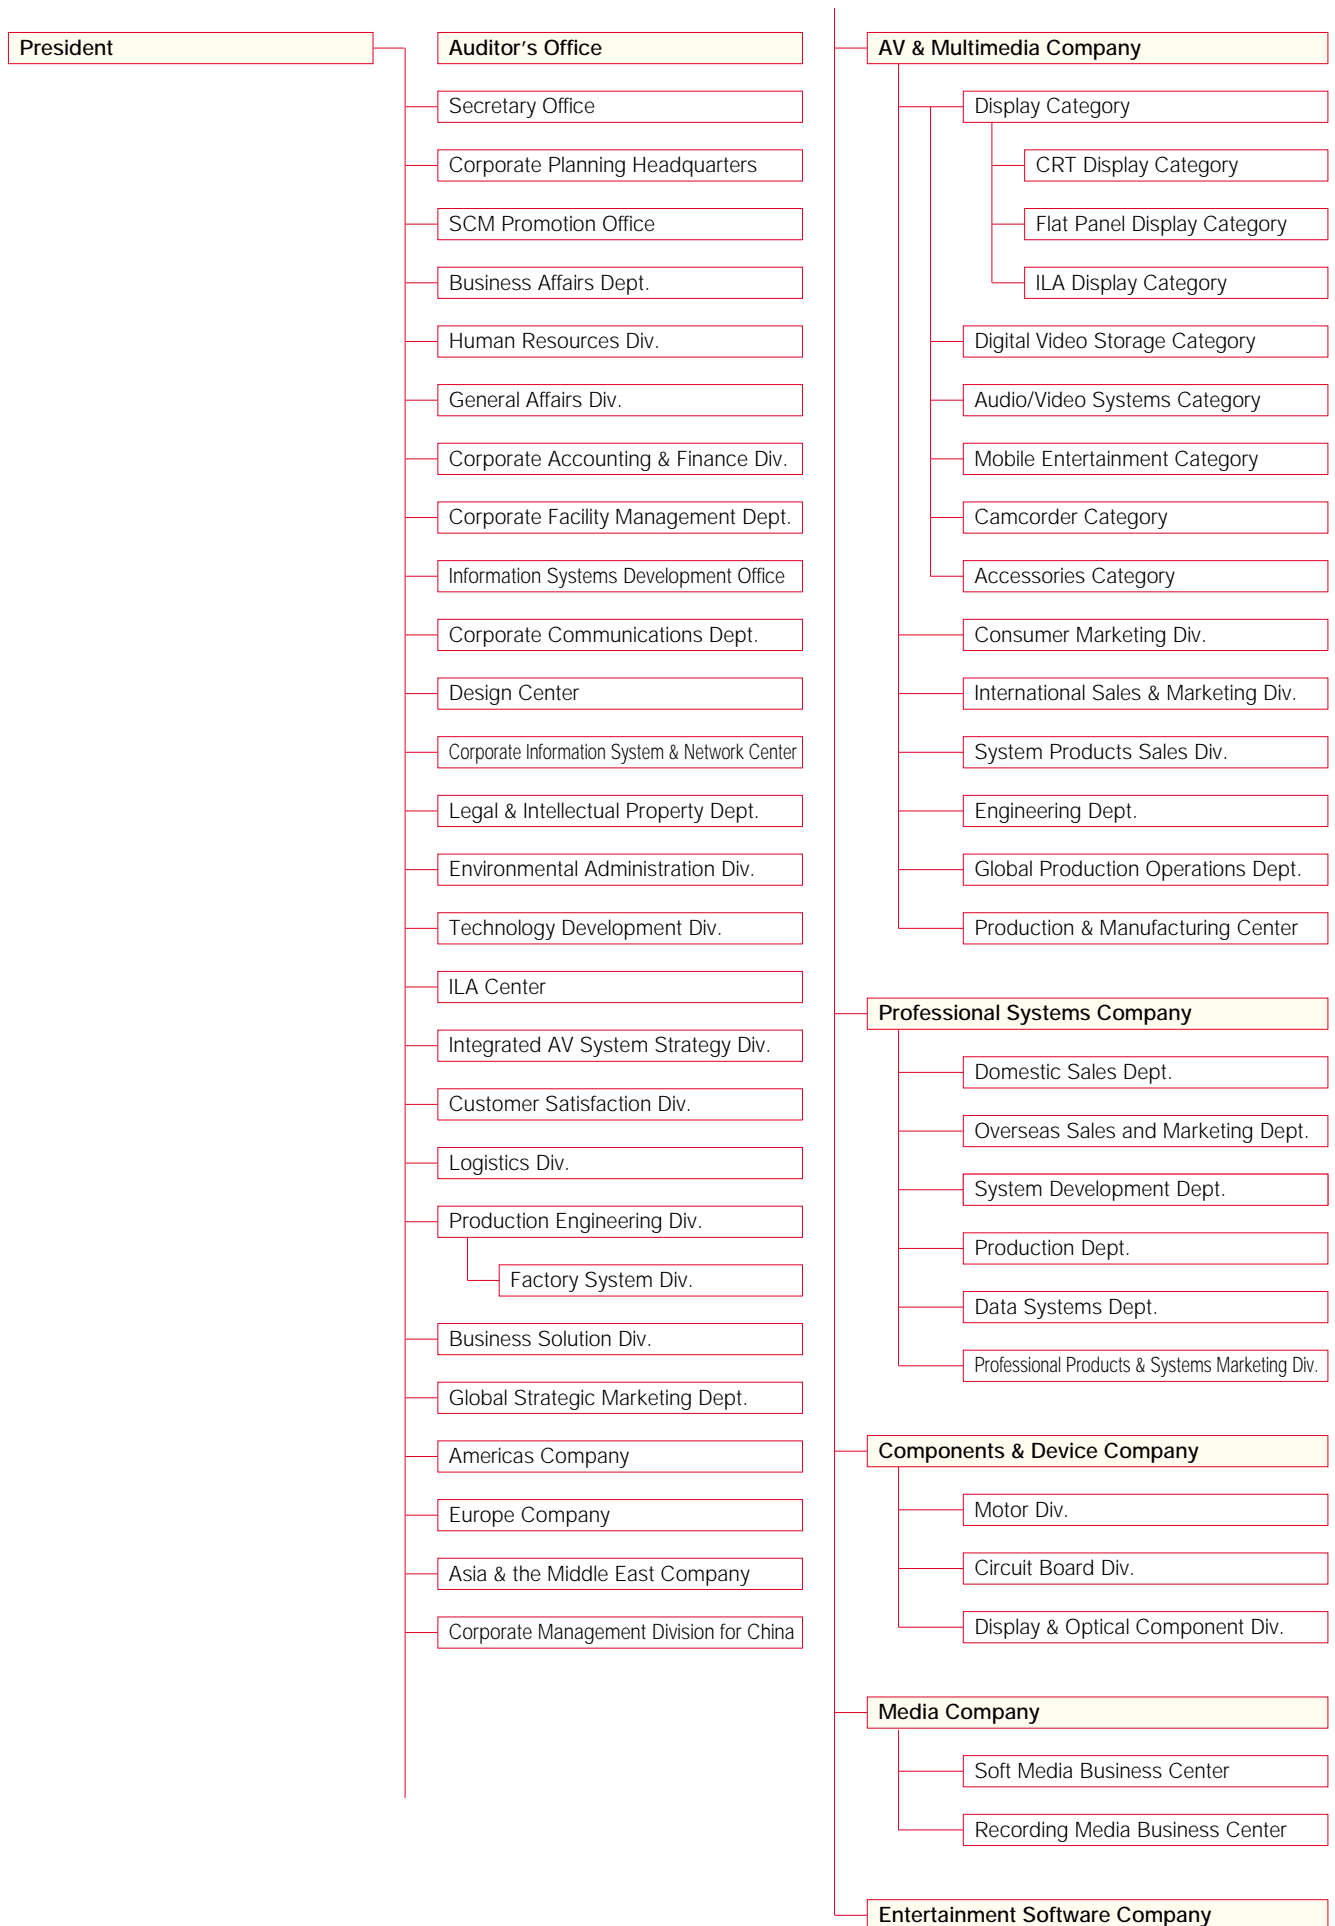 President
Auditor's Office
Secretary Office
Corporate Planning Headquarters
SCM Promotion Office
Business Affairs Dept.
Human Resources Div.
General Affairs Div.
Corporate Accounting & Finance Div.
Corporate Facility Management Dept.
Information Systems Development Office
Corporate Communications Dept.
Design Center
Corporate Information System & Network Center
Legal & Intellectual Property Dept.
Environmental Administration Div.
Technology Development Div.
ILA Center
Integrated AV System Strategy Div.
Customer Satisfaction Div.
Logistics Div.
Production Engineering Div.
Factory System Div.
Business Solution Div.
Global Strategic Marketing Dept.
Americas Company
Europe Company
Asia & the Middle East Company
Corporate Management Division for China
AV & Multimedia Company
Display Category
CRT Display Category
Flat Panel Display Category
ILA Display Category
Digital Video Storage Category
Audio/Video Systems Category
Mobile Entertainment Category
Camcorder Category
Accessories Category
Consumer Marketing Div.
International Sales & Marketing Div.
System Products Sales Div.
Engineering Dept.
Global Production Operations Dept.
Production & Manufacturing Center
Professional Systems Company
Domestic Sales Dept.
Overseas Sales and Marketing Dept.
System Development Dept.
Production Dept.
Data Systems Dept.
Professional Products & Systems Marketing Div.
Components & Device Company
Motor Div.
Circuit Board Div.
Display & Optical Component Div.
Media Company
Soft Media Business Center
Recording Media Business Center
Entertainment Software Company